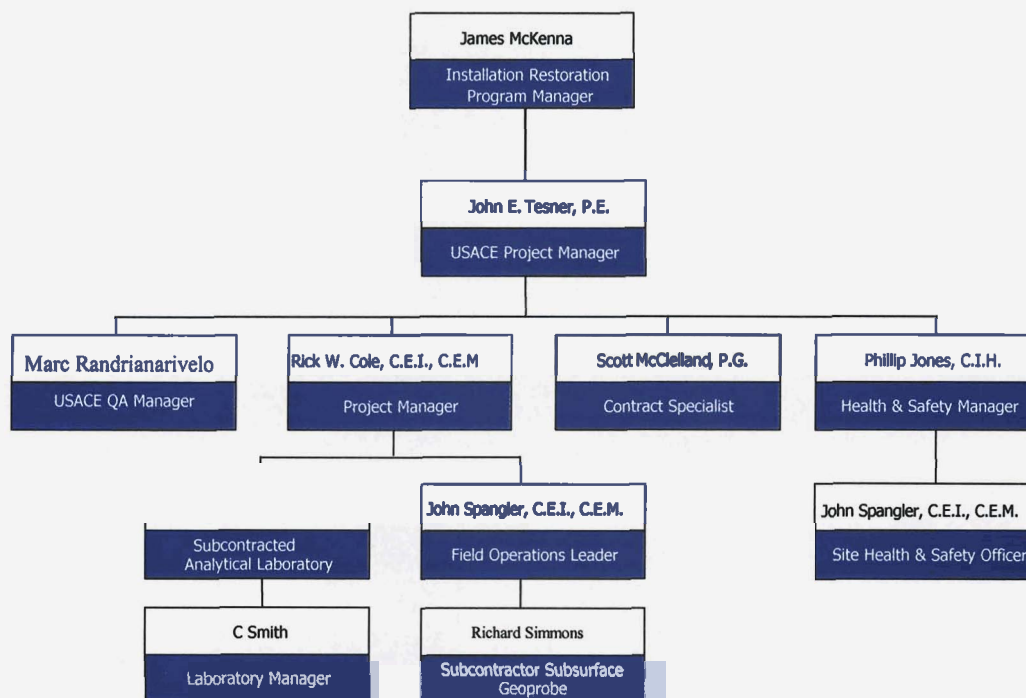 James McKenna
Installation Restoration
Program Manager
John E. Tesner, P.E.
USACE Project Manager
Marc Randrianarivelo
USACE QA Manager
Rick W. Cole, C.E.I., C.E.M
Project Manager
Scott McClelland, P.G.
Contract Specialist
Phillip Jones, C.I.H.
Health & Safety Manager
John Spangler, C.E.I., C.E.M.
Field Operations Leader
John Spangler, C.E.I., C.E.M.
Site Health & Safety Officer
Subcontracted
Analytical Laboratory
C Smith
Laboratory Manager
Richard Simmons
Subcontractor Subsurface
Geoprobe